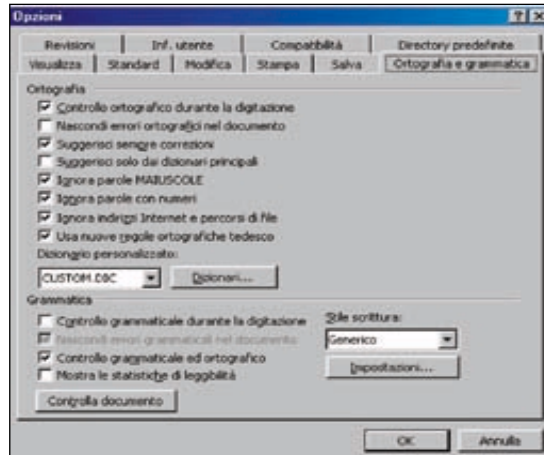 Opzioni
Revisioni Inf. utente Compatibilità Directory predefinite
Visualizza Standard Modifica Stampa Salva Ortografia e grammatica
Ortografia
Controllo ortografico durante la digitazione
Nascondi errori ortografici nel documento
Suggerisci sempre correzioni
Suggerisci solo dai dizionari principali
Ignora parole MAIUSCOLE
Ignora parole con numeri
Ignora indirizzi Internet e percorsi di file
Usa nuove regole ortografiche tedesco
Dizionario personalizzato:
CUSTOM.DIC Dizionari...
Grammatica
Controllo grammaticale durante la digitazione
Stile scrittura:
Nascondi errori grammaticali nel documento
Generico
Controllo grammaticale ed ortografico
Impostazioni...
Mostra le statistiche di leggibilità
Controlla documento
OK Annulla